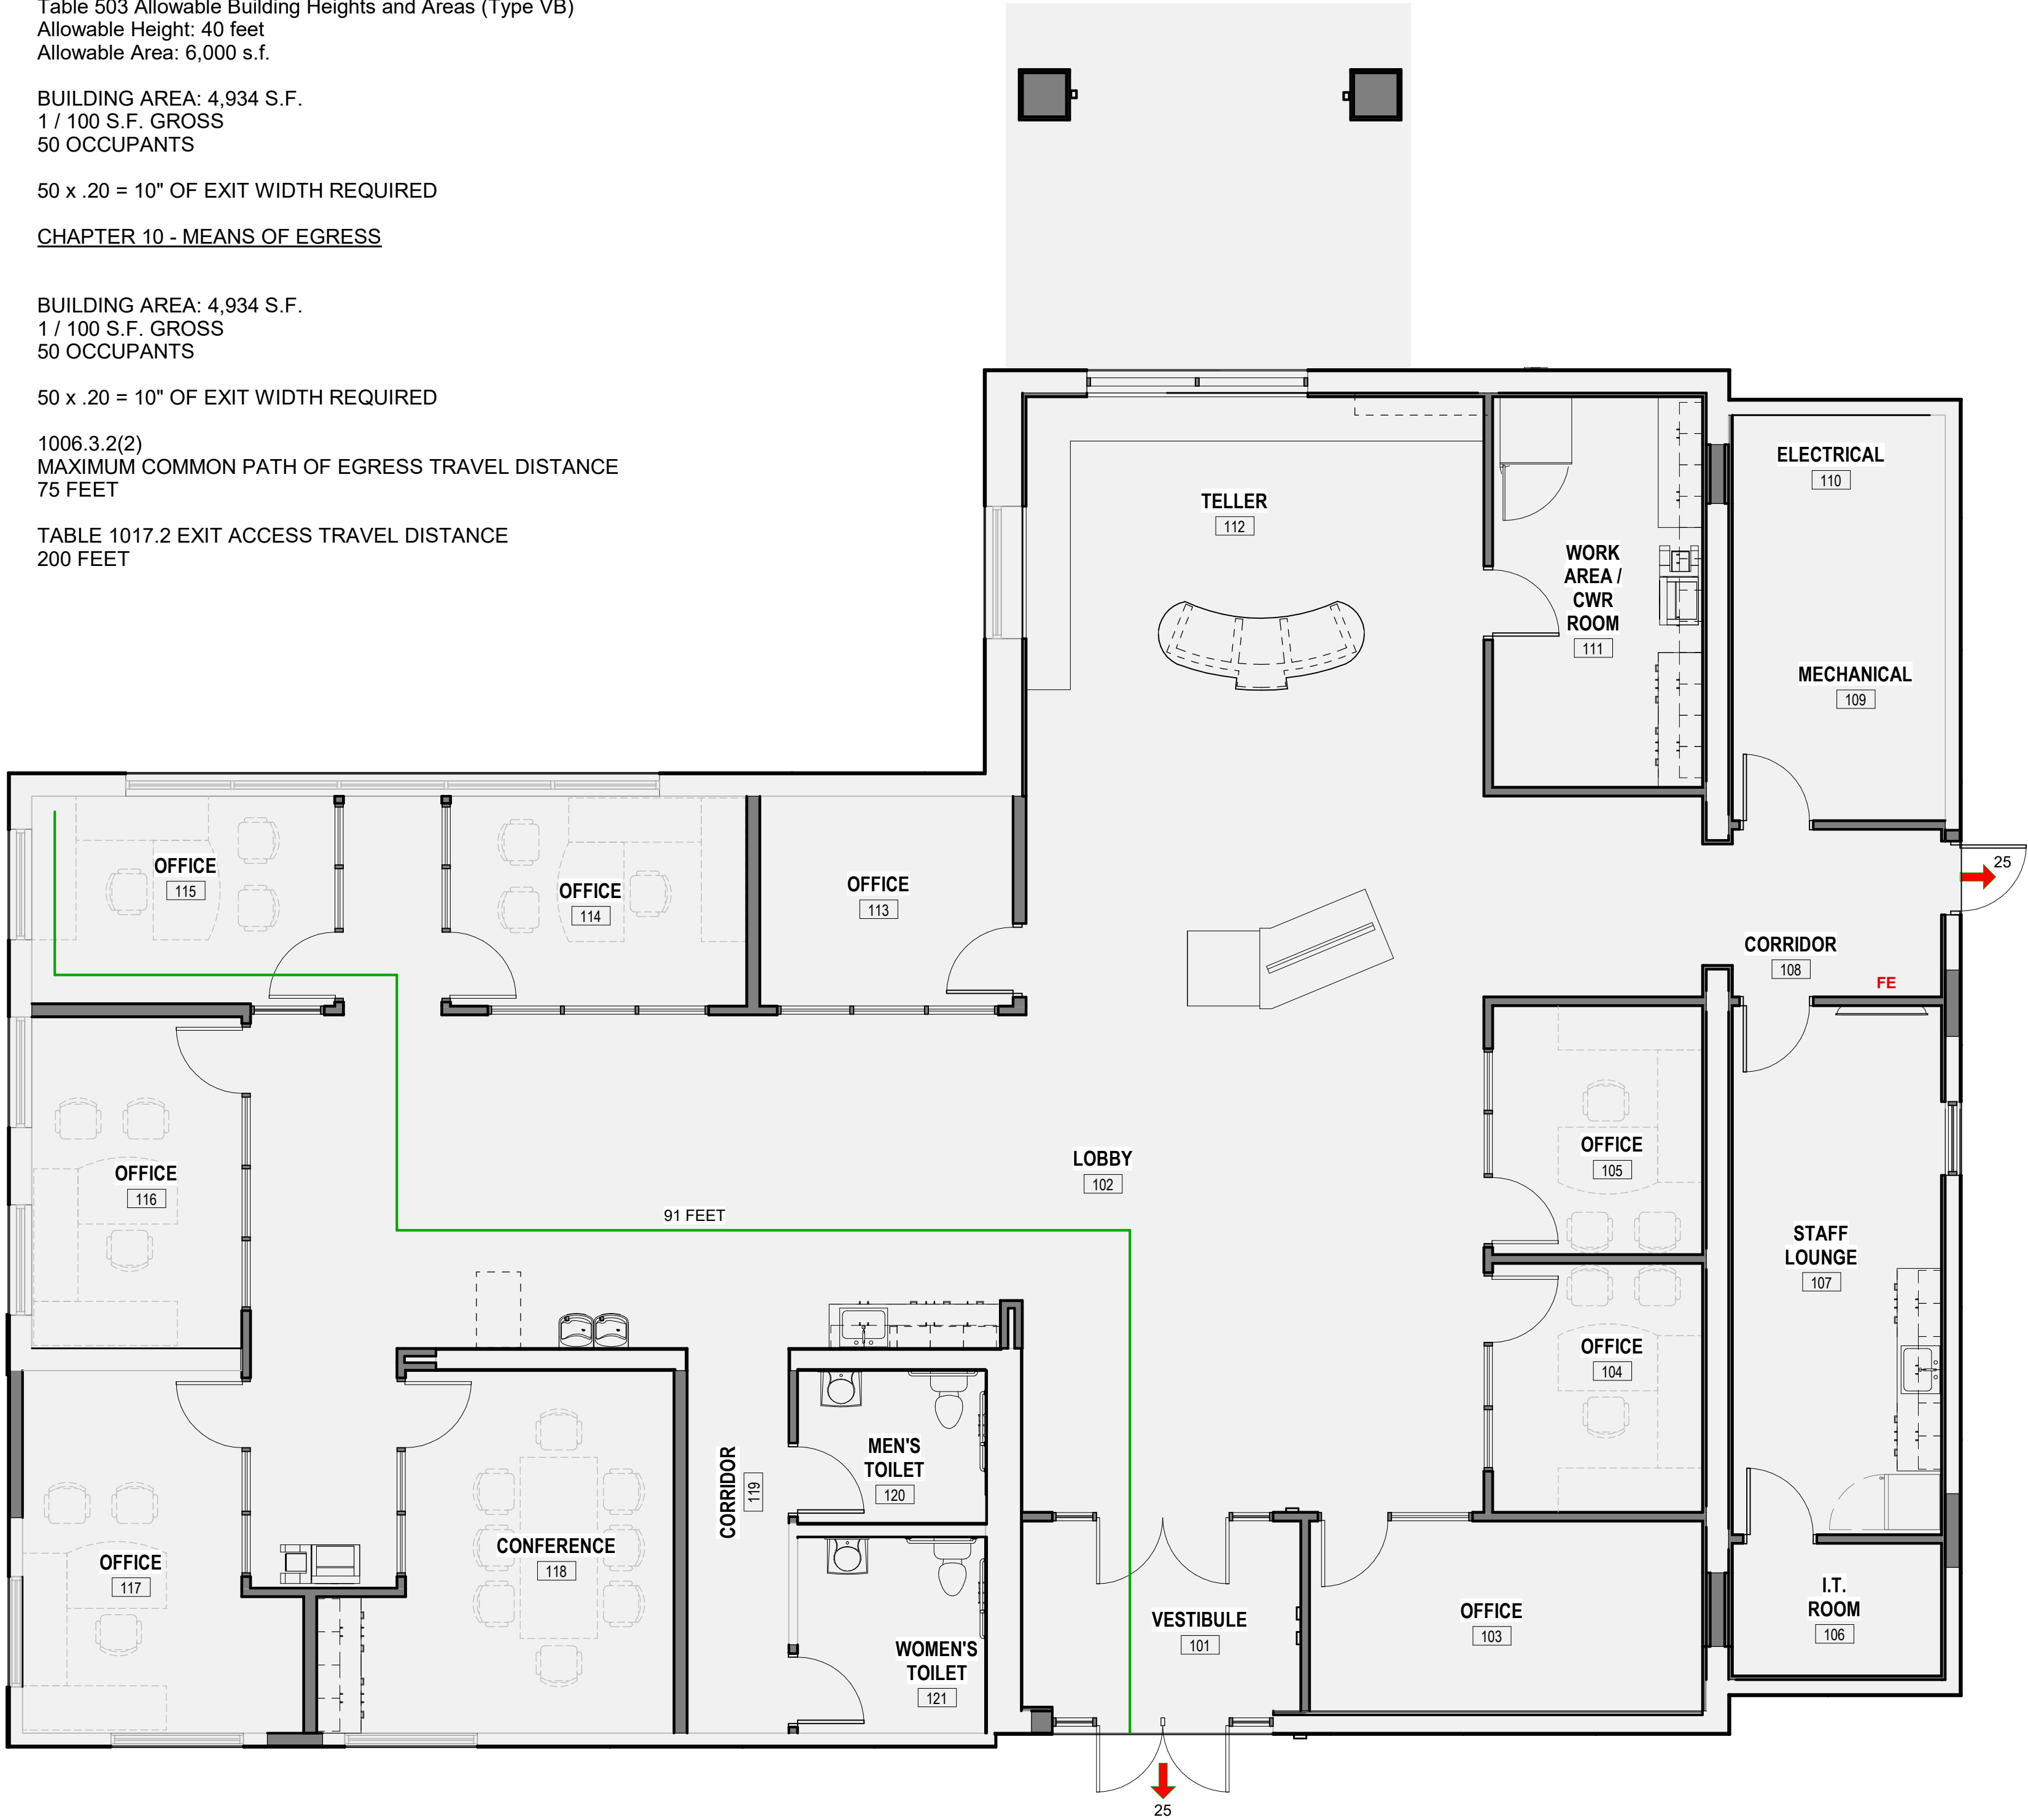 Table 503 Allowable Building Heights and Areas (Type VB)
Allowable Height: 40 feet
Allowable Area: 6,000 s.f.
BUILDING AREA: 4,934 S.F.
1 / 100 S.F. GROSS
50 OCCUPANTS
50 x .20 = 10" OF EXIT WIDTH REQUIRED
CHAPTER 10 - MEANS OF EGRESS
BUILDING AREA: 4,934 S.F.
1 / 100 S.F. GROSS
50 OCCUPANTS
50 x .20 = 10" OF EXIT WIDTH REQUIRED
1006.3.2(2)
MAXIMUM COMMON PATH OF EGRESS TRAVEL DISTANCE
75 FEET
TABLE 1017.2 EXIT ACCESS TRAVEL DISTANCE
200 FEET
ELECTRICAL
110
TELLER
112
WORK
AREA /
CWR
ROOM
111
MECHANICAL
109
OFFICE
115
OFFICE
114
OFFICE
113
25
CORRIDOR
108
FE
OFFICE
116
LOBBY
102
91 FEET
OFFICE
105
STAFF
LOUNGE
107
OFFICE
104
MEN'S
TOILET
120
CORRIDOR
119
CONFERENCE
118
OFFICE
117
WOMEN'S
TOILET
121
VESTIBULE
101
OFFICE
103
I.T.
ROOM
106
25